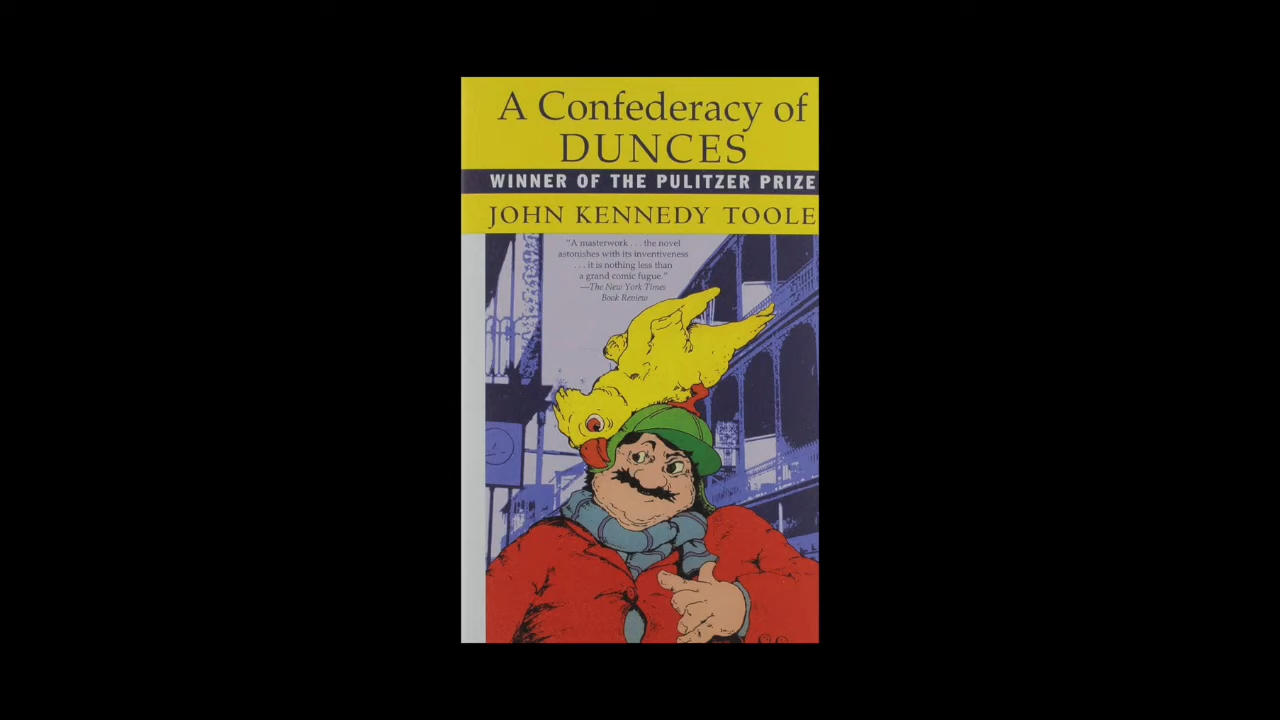 A Confederacy of
DUNCES
WINNER OF THE PULITZER PRIZE
JOHN KENNEDY TOOLE
"A masterwork . . . the novel
astonishes with its inventiveness
. . . it is nothing less than
a grand comic fugue."
—The New York Times
Book Review